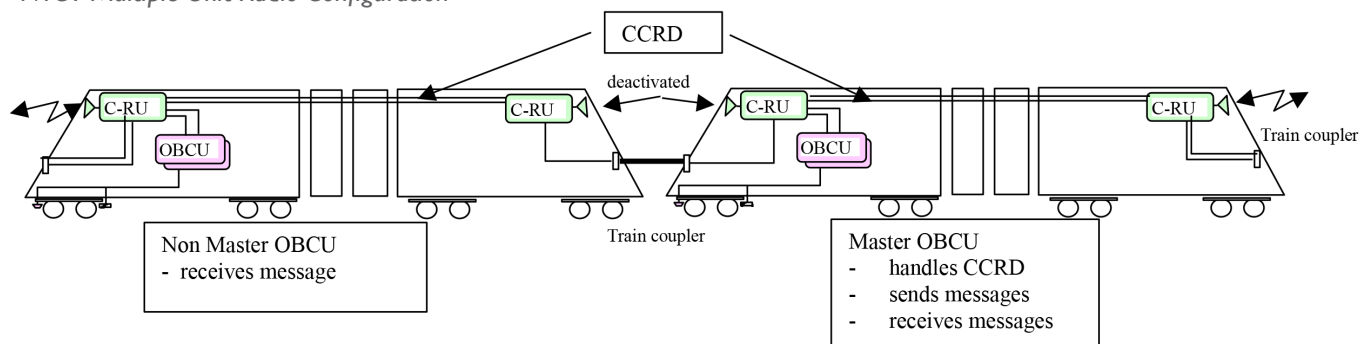 CCRD
deactivated
C-RU
C-RU
C-RU
C-RU
OBCU
OBCU
Train coupler
Train coupler
Non Master OBCU
- receives message
Master OBCU
- handles CCRD
- sends messages
- receives messages